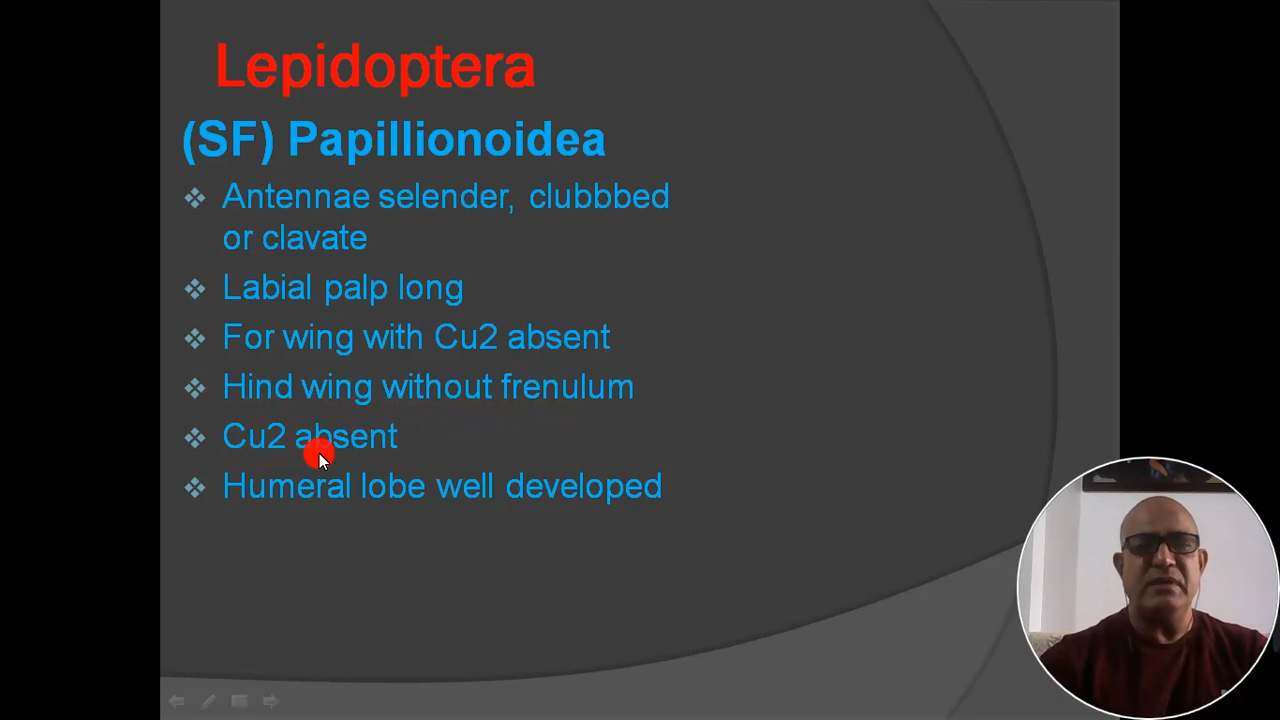 Lepidoptera
(SF) Papillionoidea
Antennae selender, clubbbed
or clavate
Labial palp long
For wing with Cu2 absent
Hind wing without frenulum
Cu2 absent
Humeral lobe well developed